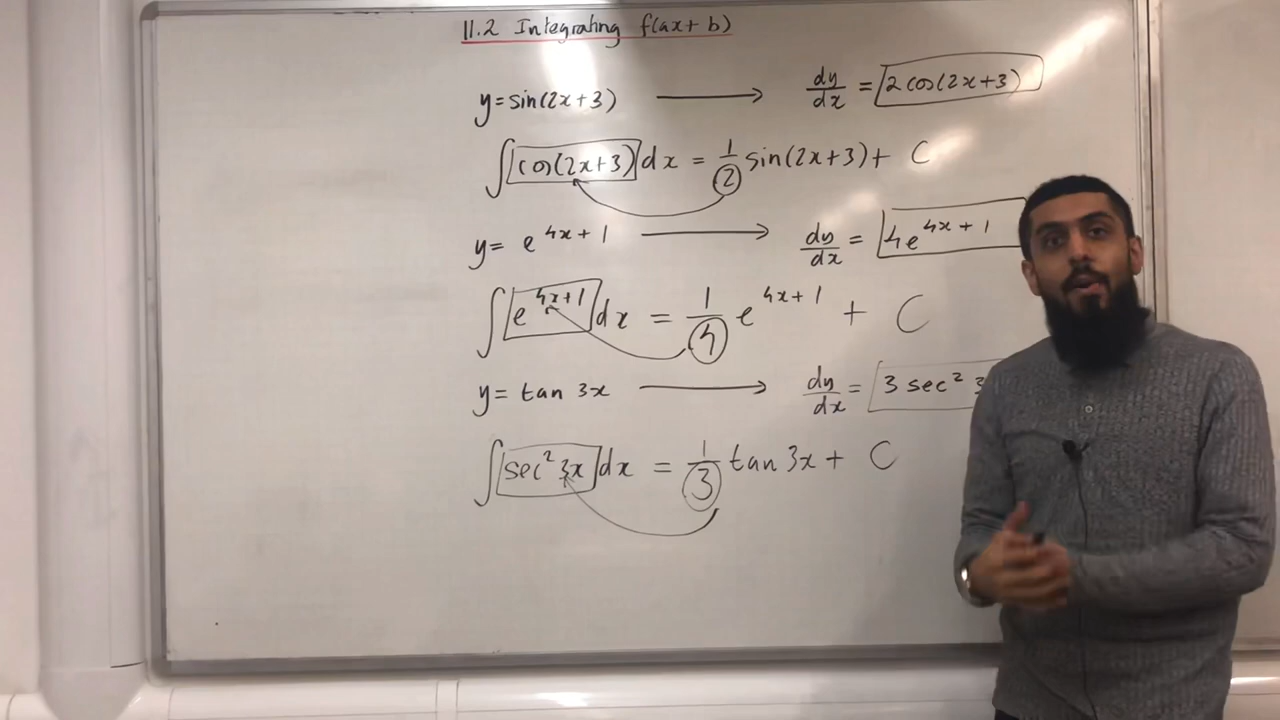 11.2 Integrating f(ax+b)
y=sin(2x+3) ⟶ dy/dx = 2cos(2x+3)
∫cos(2x+3)dx = 1/2 sin(2x+3)+ C
y= e^(4x+1) ⟶ dy/dx = 4e^(4x+1)
∫e^(4x+1)dx = 1/4 e^(4x+1) + C
y= tan 3x ⟶ dy/dx = 3 sec² 3
∫sec² 3x dx = 1/3 tan 3x + C